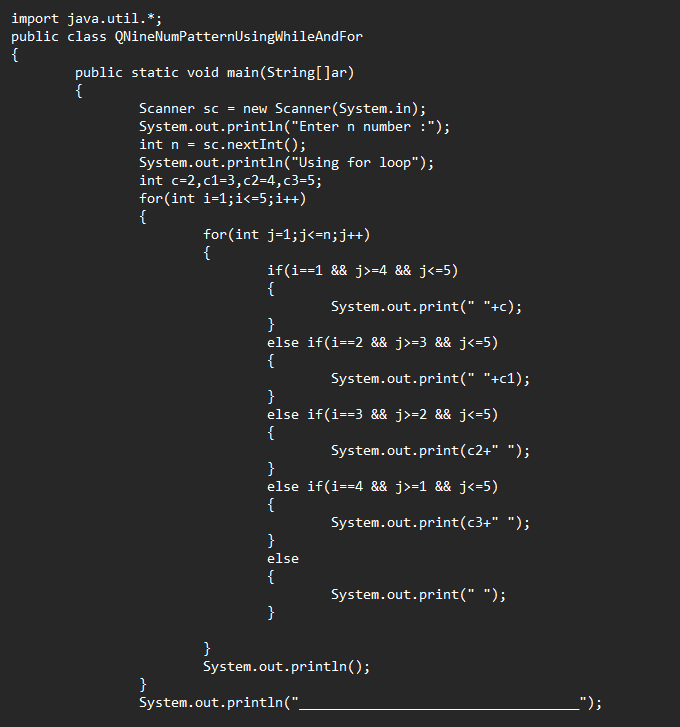 import java.util.*;
public class QNineNumPatternUsingWhileAndFor
{
        public static void main(String[]ar)
        {
                Scanner sc = new Scanner(System.in);
                System.out.println("Enter n number :");
                int n = sc.nextInt();
                System.out.println("Using for loop");
                int c=2,c1=3,c2=4,c3=5;
                for(int i=1;i<=5;i++)
                {
                        for(int j=1;j<=n;j++)
                        {
                                if(i==1 && j>=4 && j<=5)
                                {
                                        System.out.print(" "+c);
                                }
                                else if(i==2 && j>=3 && j<=5)
                                {
                                        System.out.print(" "+c1);
                                }
                                else if(i==3 && j>=2 && j<=5)
                                {
                                        System.out.print(c2+" ");
                                }
                                else if(i==4 && j>=1 && j<=5)
                                {
                                        System.out.print(c3+" ");
                                }
                                else
                                {
                                        System.out.print(" ");
                                }

                        }
                        System.out.println();
                }
                System.out.println("___________________________________");